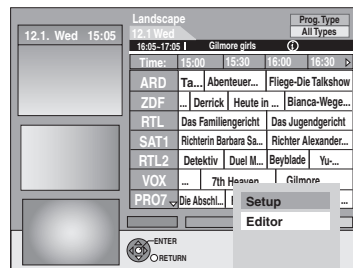 Landscape
Prog. Type
12.1. Wed 15:05
12.1 Wed
All Types
16:05~17:05 Gilmore girls
Time: 15:00 15:30 16:00 16:30
ARD Ta... Abenteuer... Fliege-Die Talkshow
ZDF ... Derrick Heute in ... Bianca-Wege...
RTL Das Familiengericht Das Jugendgericht
SAT1 Richterin Barbara Sa... Richter Alexander...
RTL2 Detektiv Duel M... Beyblade Yu-...
VOX ... 7th Heaven Gilmore
PRO7 Die Abschl... ...
Setup
Editor
ENTER
RETURN